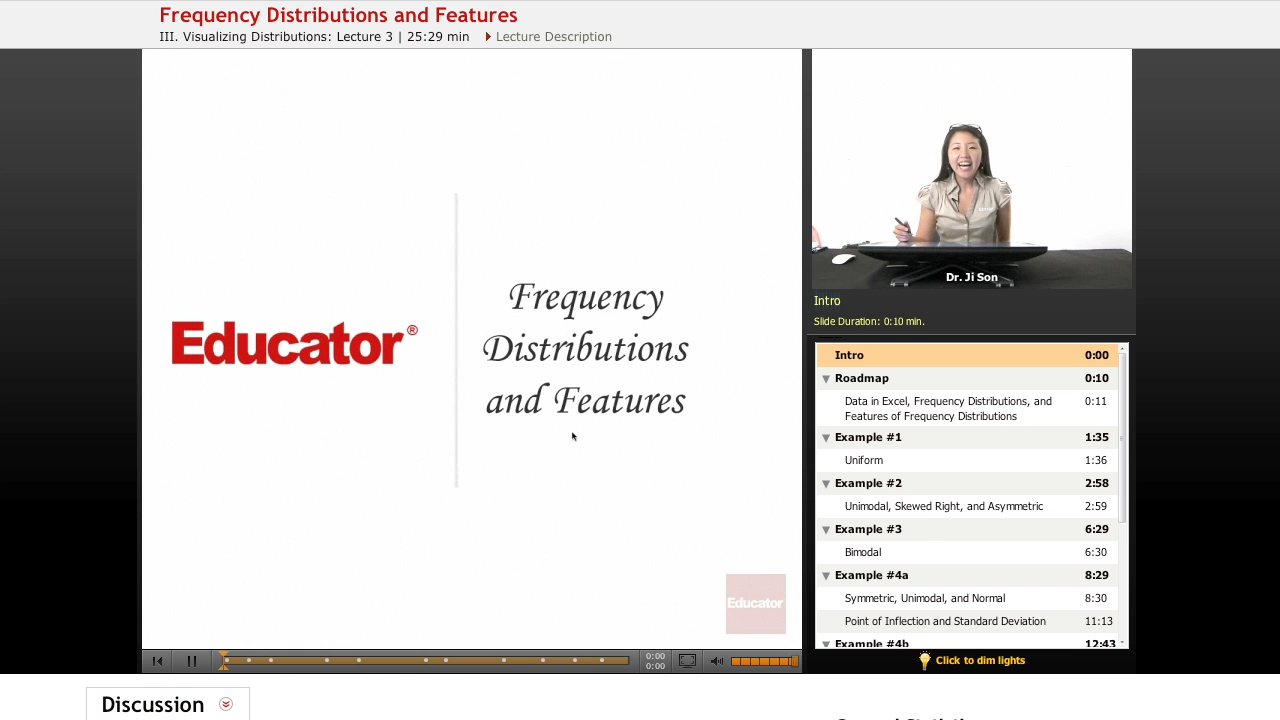 Frequency Distributions and Features
III. Visualizing Distributions: Lecture 3 | 25:29 min Lecture Description
Educator®
Frequency
Distributions
and Features
Educator
Dr. Ji Son
Intro
Slide Duration: 0:10 min.
Intro 0:00
Roadmap 0:10
Data in Excel, Frequency Distributions, and 0:11
Features of Frequency Distributions
Example #1 1:35
Uniform 1:36
Example #2 2:58
Unimodal, Skewed Right, and Asymmetric 2:59
Example #3 6:29
Bimodal 6:30
Example #4a 8:29
Symmetric, Unimodal, and Normal 8:30
Point of Inflection and Standard Deviation 11:13
Example #4b 12:43
0:00
0:00
Click to dim lights
Discussion